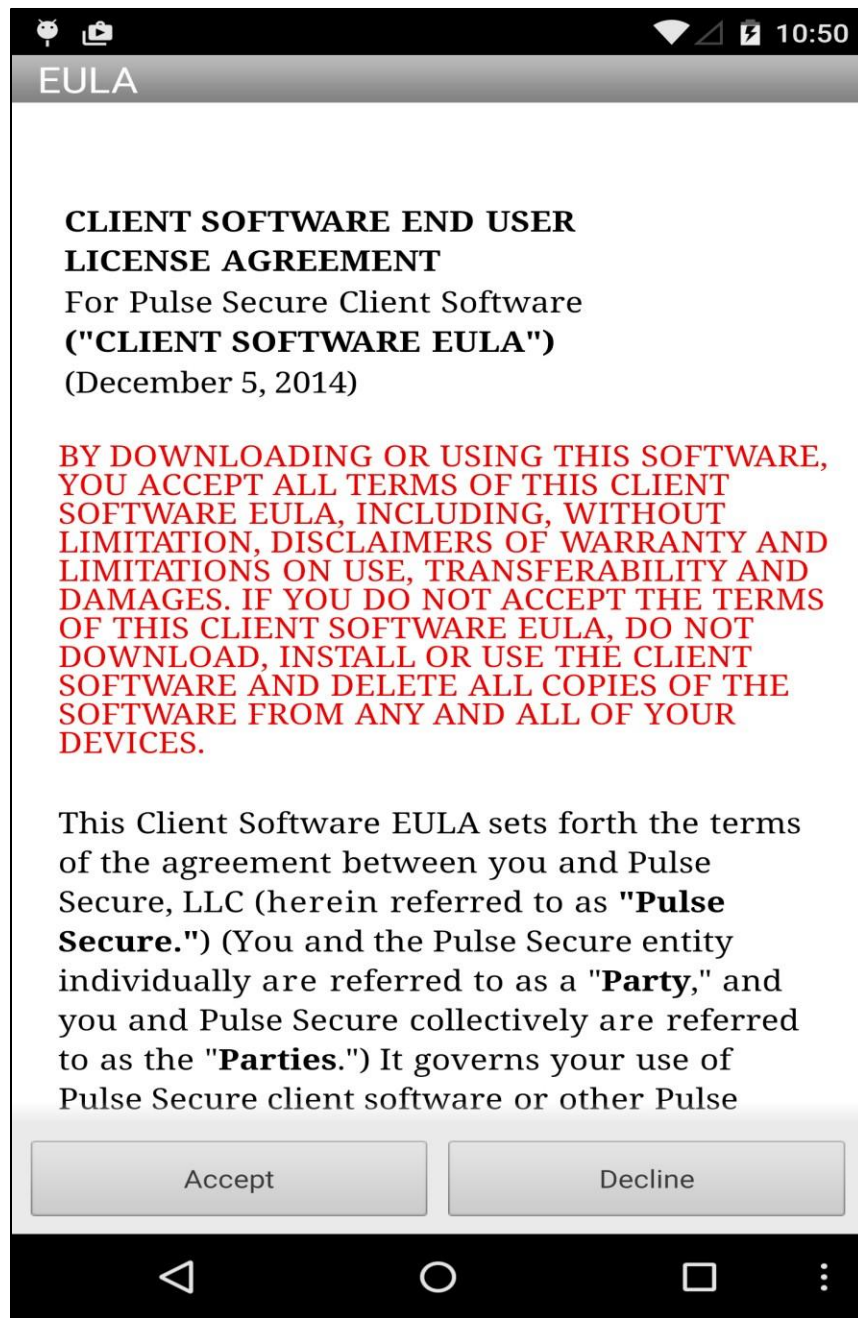 10:50
EULA
CLIENT SOFTWARE END USER
LICENSE AGREEMENT
For Pulse Secure Client Software
("CLIENT SOFTWARE EULA")
(December 5, 2014)
BY DOWNLOADING OR USING THIS SOFTWARE,
YOU ACCEPT ALL TERMS OF THIS CLIENT
SOFTWARE EULA, INCLUDING, WITHOUT
LIMITATION, DISCLAIMERS OF WARRANTY AND
LIMITATIONS ON USE, TRANSFERABILITY AND
DAMAGES. IF YOU DO NOT ACCEPT THE TERMS
OF THIS CLIENT SOFTWARE EULA, DO NOT
DOWNLOAD, INSTALL OR USE THE CLIENT
SOFTWARE AND DELETE ALL COPIES OF THE
SOFTWARE FROM ANY AND ALL OF YOUR
DEVICES.
This Client Software EULA sets forth the terms
of the agreement between you and Pulse
Secure, LLC (herein referred to as "Pulse
Secure.") (You and the Pulse Secure entity
individually are referred to as a "Party," and
you and Pulse Secure collectively are referred
to as the "Parties.") It governs your use of
Pulse Secure client software or other Pulse
Accept
Decline